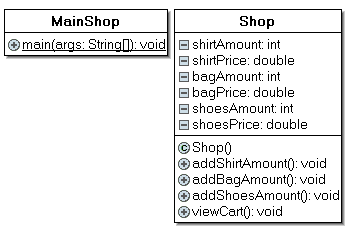 MainShop
main(args: String[]): void
Shop
shirtAmount: int
shirtPrice: double
bagAmount: int
bagPrice: double
shoesAmount: int
shoesPrice: double
Shop()
addShirtAmount(): void
addBagAmount(): void
addShoesAmount(): void
viewCart(): void